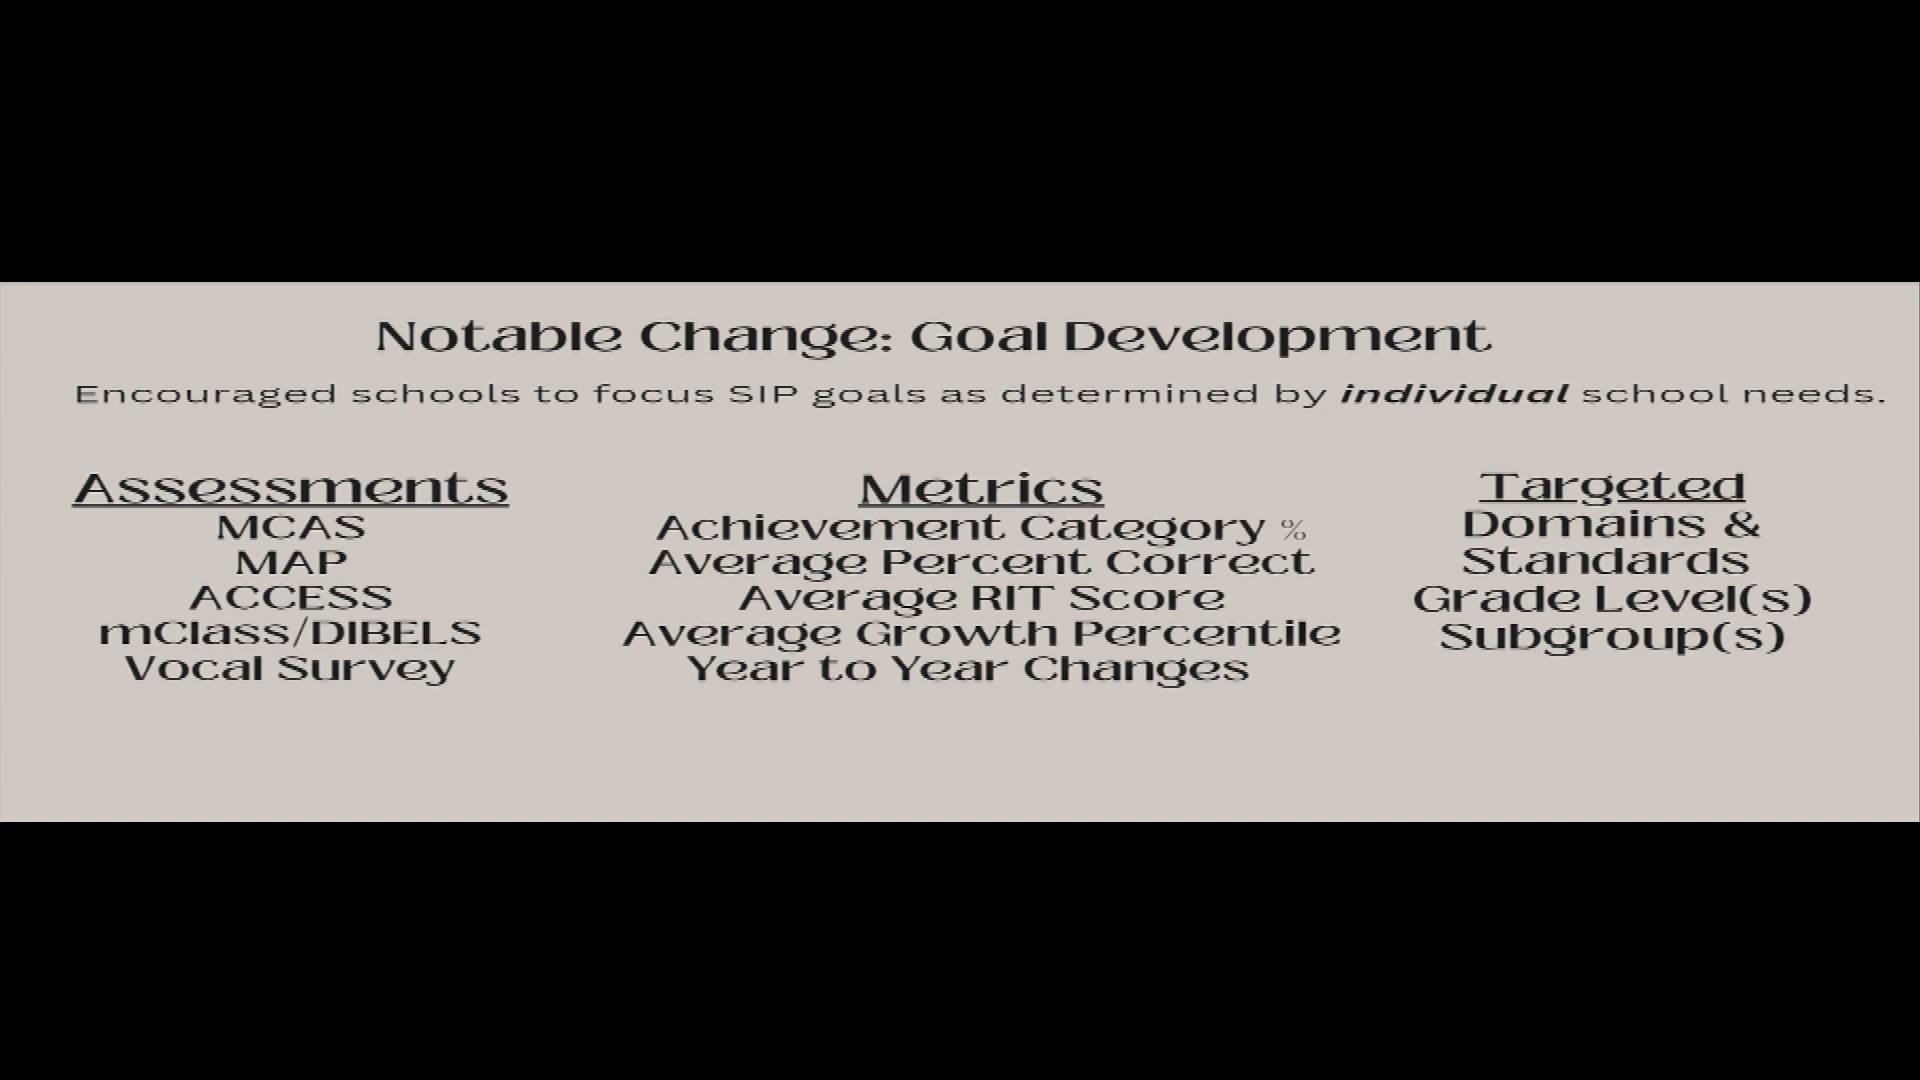 Notable Change: Goal Development
Encouraged schools to focus SIP goals as determined by individual school needs.
Assessments
MCAS
MAP
ACCESS
mClass/DIBELS
Vocal Survey
Metrics
Achievement Category %
Average Percent Correct
Average RIT Score
Average Growth Percentile
Year to Year Changes
Targeted
Domains &
Standards
Grade Level(s)
Subgroup(s)